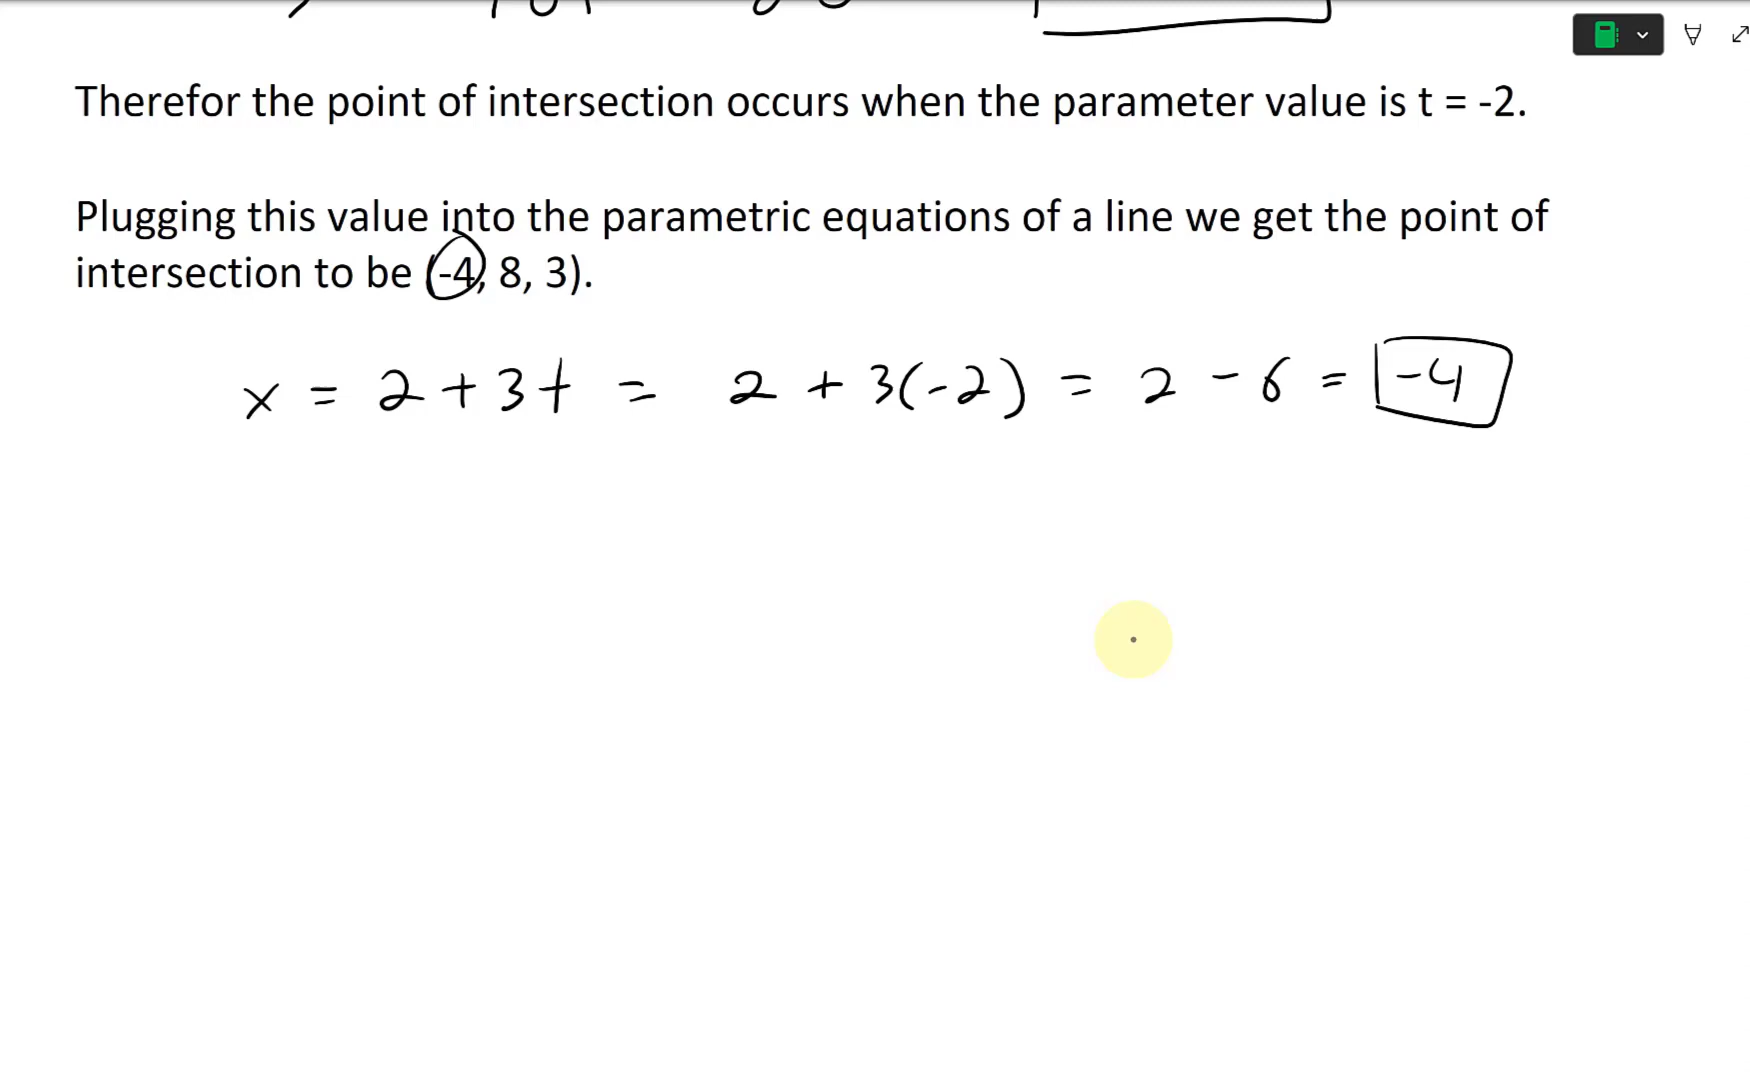 Therefor the point of intersection occurs when the parameter value is t = -2.
Plugging this value into the parametric equations of a line we get the point of
intersection to be (-4, 8, 3).
x = 2 + 3t = 2 + 3(-2) = 2 - 6 = -4